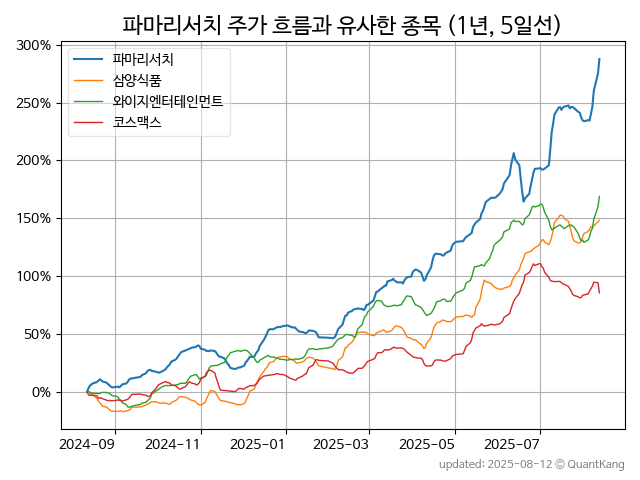 파마리서치 주가 흐름과 유사한 종목 (1년, 5일선)
300%
250%
200%
150%
100%
50%
0%
파마리서치
삼양식품
와이지엔터테인먼트
코스맥스
2024-09 2024-11 2025-01 2025-03 2025-05 2025-07
updated: 2025-08-12 © QuantKang